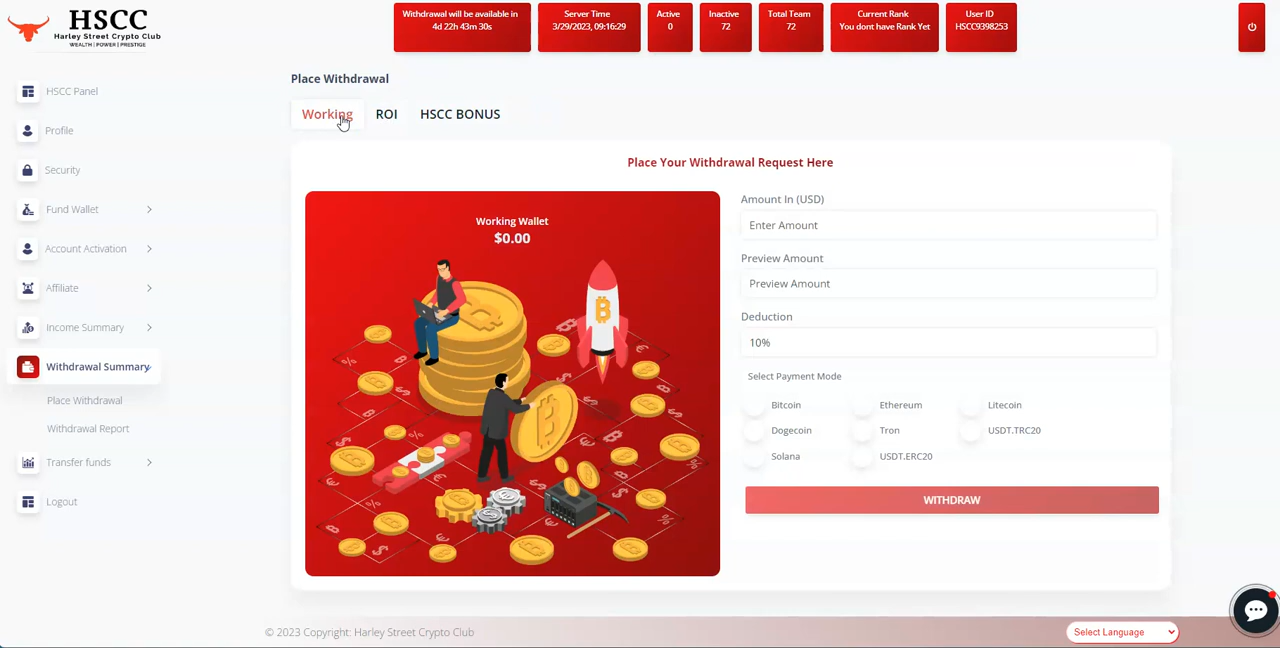 HSCC
Harley Street Crypto Club
WEALTH | POWER | PRESTIGE
Withdrawal will be available in
4d 22h 43m 30s
Server Time
3/29/2023, 09:16:29
Active
0
Inactive
72
Total Team
72
Current Rank
You dont have Rank Yet
User ID
HSCC9398253
HSCC Panel
Profile
Security
Fund Wallet
Account Activation
Affiliate
Income Summary
Withdrawal Summary
Place Withdrawal
Withdrawal Report
Transfer funds
Logout
Place Withdrawal
Working ROI HSCC BONUS
Place Your Withdrawal Request Here
Working Wallet
$0.00
Amount In (USD)
Enter Amount
Preview Amount
Preview Amount
Deduction
10%
Select Payment Mode
Bitcoin Ethereum Litecoin
Dogecoin Tron USDT.TRC20
Solana USDT.ERC20
WITHDRAW
© 2023 Copyright: Harley Street Crypto Club
Select Language